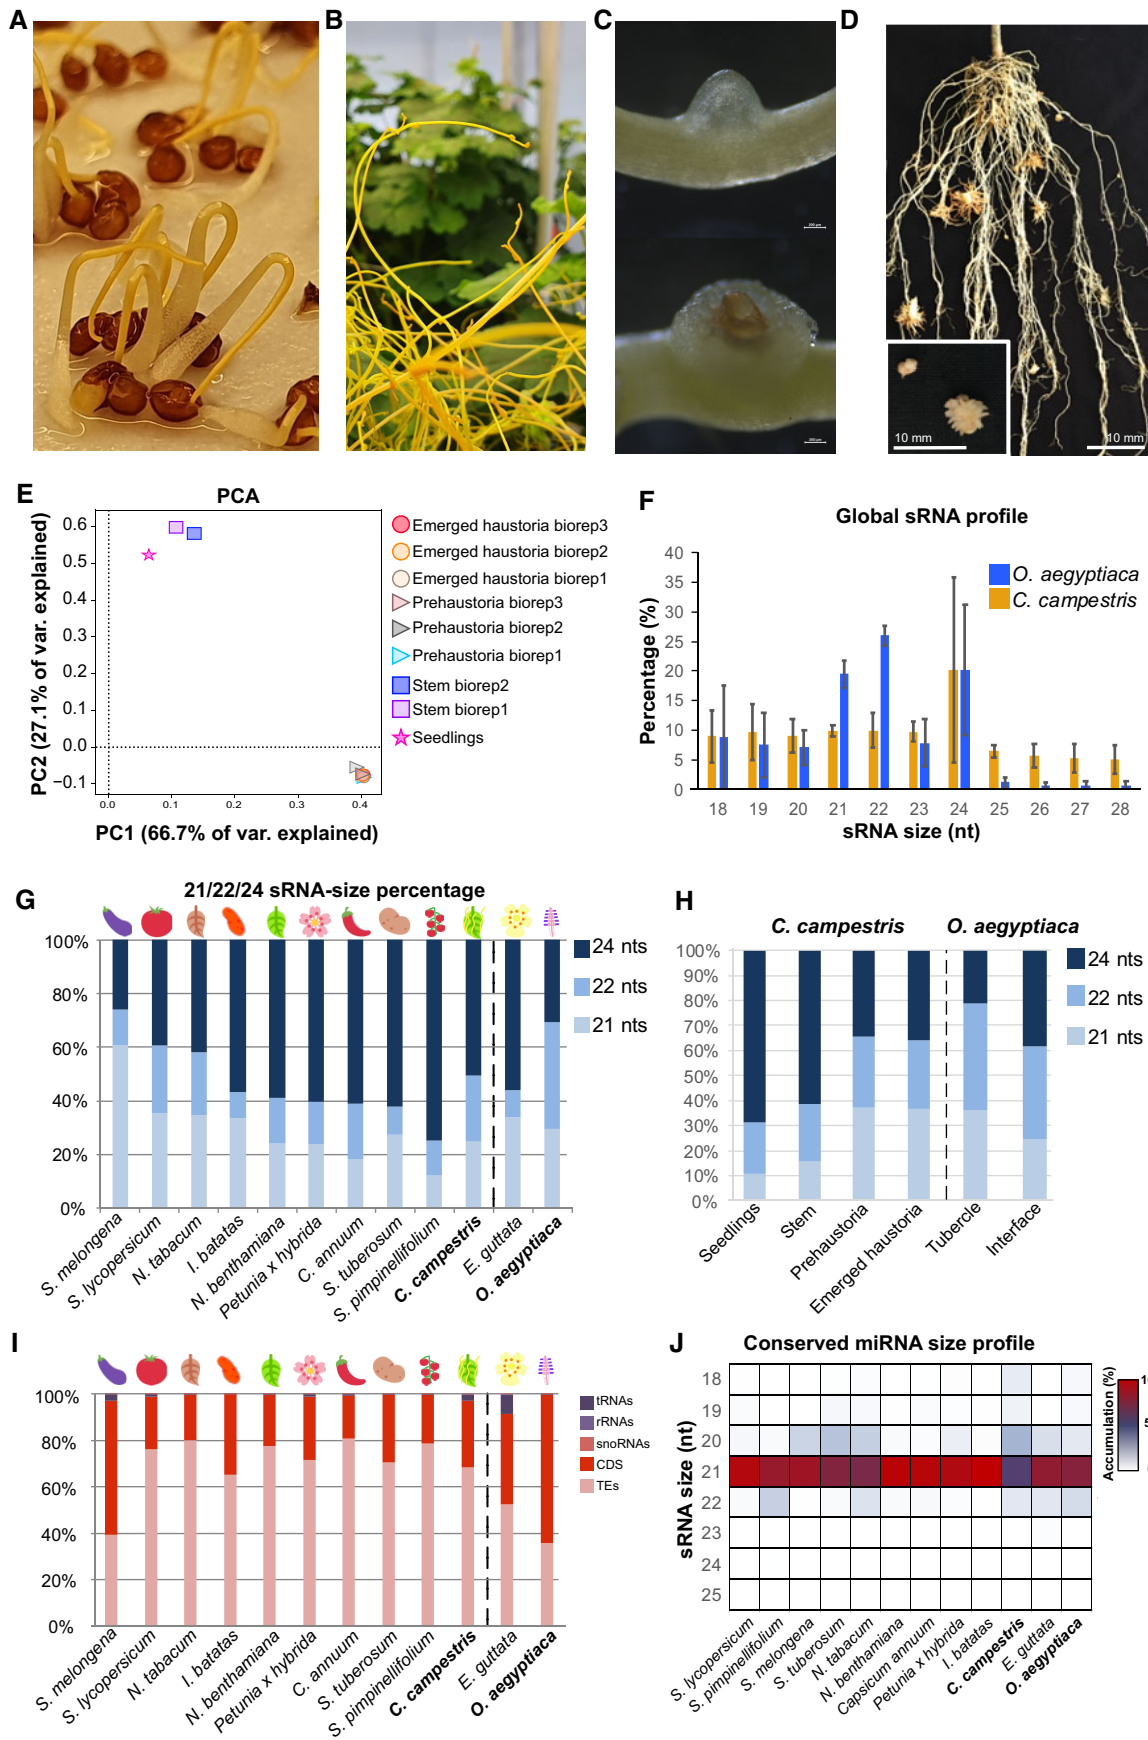 A
B
C
D
200 µm
200 µm
10 mm
10 mm
E
PCA
PC2 (27.1% of var. explained)
0.6
0.5
0.4
0.3
0.2
0.1
0.0
−0.1
0.0
0.1
0.2
0.3
0.4
PC1 (66.7% of var. explained)
Emerged haustoria biorep3
Emerged haustoria biorep2
Emerged haustoria biorep1
Prehaustoria biorep3
Prehaustoria biorep2
Prehaustoria biorep1
Stem biorep2
Stem biorep1
Seedlings
F
Global sRNA profile
Percentage (%)
40
35
30
25
20
15
10
5
0
18 19 20 21 22 23 24 25 26 27 28
sRNA size (nt)
O. aegyptiaca
C. campestris
G
21/22/24 sRNA-size percentage
100%
80%
60%
40%
20%
0%
24 nts
22 nts
21 nts
S. melongena
S. lycopersicum
N. tabacum
I. batatas
N. benthamiana
Petunia x hybrida
C. annuum
S. tuberosum
S. pimpinellifolium
C. campestris
E. guttata
O. aegyptiaca
H
C. campestris
O. aegyptiaca
100%
90%
80%
70%
60%
50%
40%
30%
20%
10%
0%
24 nts
22 nts
21 nts
Seedlings
Stem
Prehaustoria
Emerged haustoria
Tubercle
Interface
I
100%
80%
60%
40%
20%
0%
tRNAs
rRNAs
snoRNAs
CDS
TEs
S. melongena
S. lycopersicum
N. tabacum
I. batatas
N. benthamiana
Petunia x hybrida
C. annuum
S. tuberosum
S. pimpinellifolium
C. campestris
E. guttata
O. aegyptiaca
J
Conserved miRNA size profile
sRNA size (nt)
18
19
20
21
22
23
24
25
Accumulation (%)
S. lycopersicum
S. pimpinellifolium
S. melongena
S. tuberosum
N. tabacum
N. benthamiana
Capsicum annuum
Petunia x hybrida
I. batatas
C. campestris
E. guttata
O. aegyptiaca